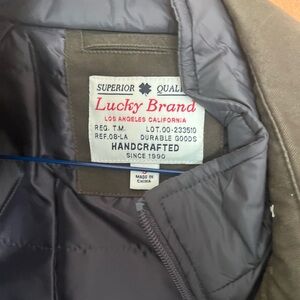 SUPERIOR QUALI
Lucky Brand
LOS ANGELES CALIFORNIA
REG. T.M. LOT.00-233510
REF.08-LA DURABLE GOODS
HANDCRAFTED
SINCE 1990
MADE IN
CHINA